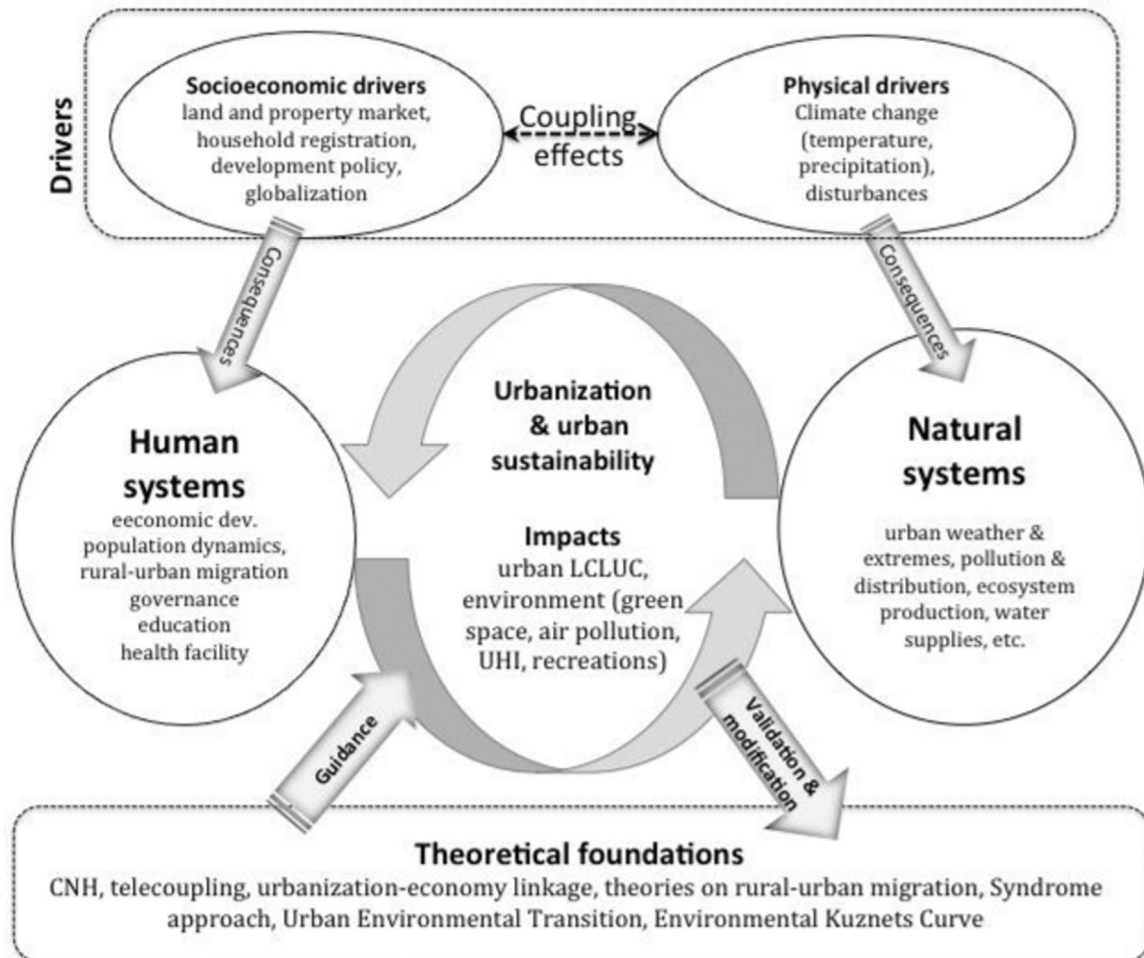 Drivers
Socioeconomic drivers
land and property market,
household registration,
development policy,
globalization
Coupling
effects
Physical drivers
Climate change
(temperature,
precipitation),
disturbances
Consequences
Consequences
Human
systems
eeconomic dev.
population dynamics,
rural-urban migration
governance
education
health facility
Urbanization
& urban
sustainability
Impacts
urban LCLUC,
environment (green
space, air pollution,
UHI, recreations)
Natural
systems
urban weather &
extremes, pollution &
distribution, ecosystem
production, water
supplies, etc.
Guidance
Validation &
modification
Theoretical foundations
CNH, telecoupling, urbanization-economy linkage, theories on rural-urban migration, Syndrome
approach, Urban Environmental Transition, Environmental Kuznets Curve